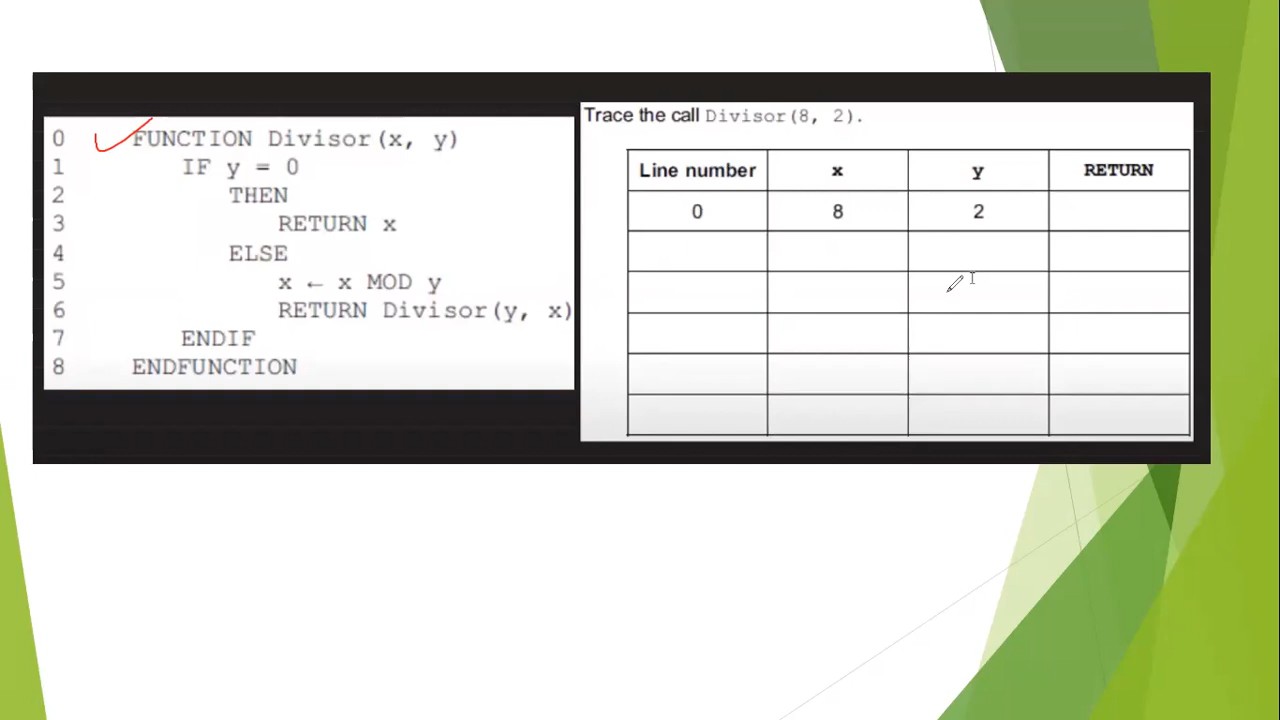 0 FUNCTION Divisor(x, y)
1 IF y = 0
2 THEN
3 RETURN x
4 ELSE
5 x ← x MOD y
6 RETURN Divisor(y, x)
7 ENDIF
8 ENDFUNCTION
Trace the call Divisor(8, 2).
Line number x y RETURN
0 8 2